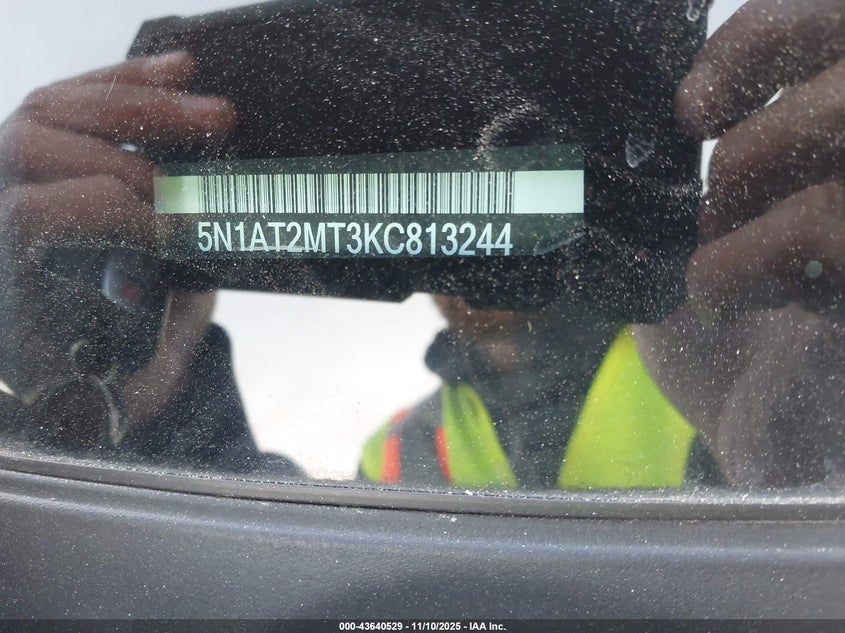 5N1AT2MT3KC813244
000-43640529 — 11/10/2025 — IAA Inc.